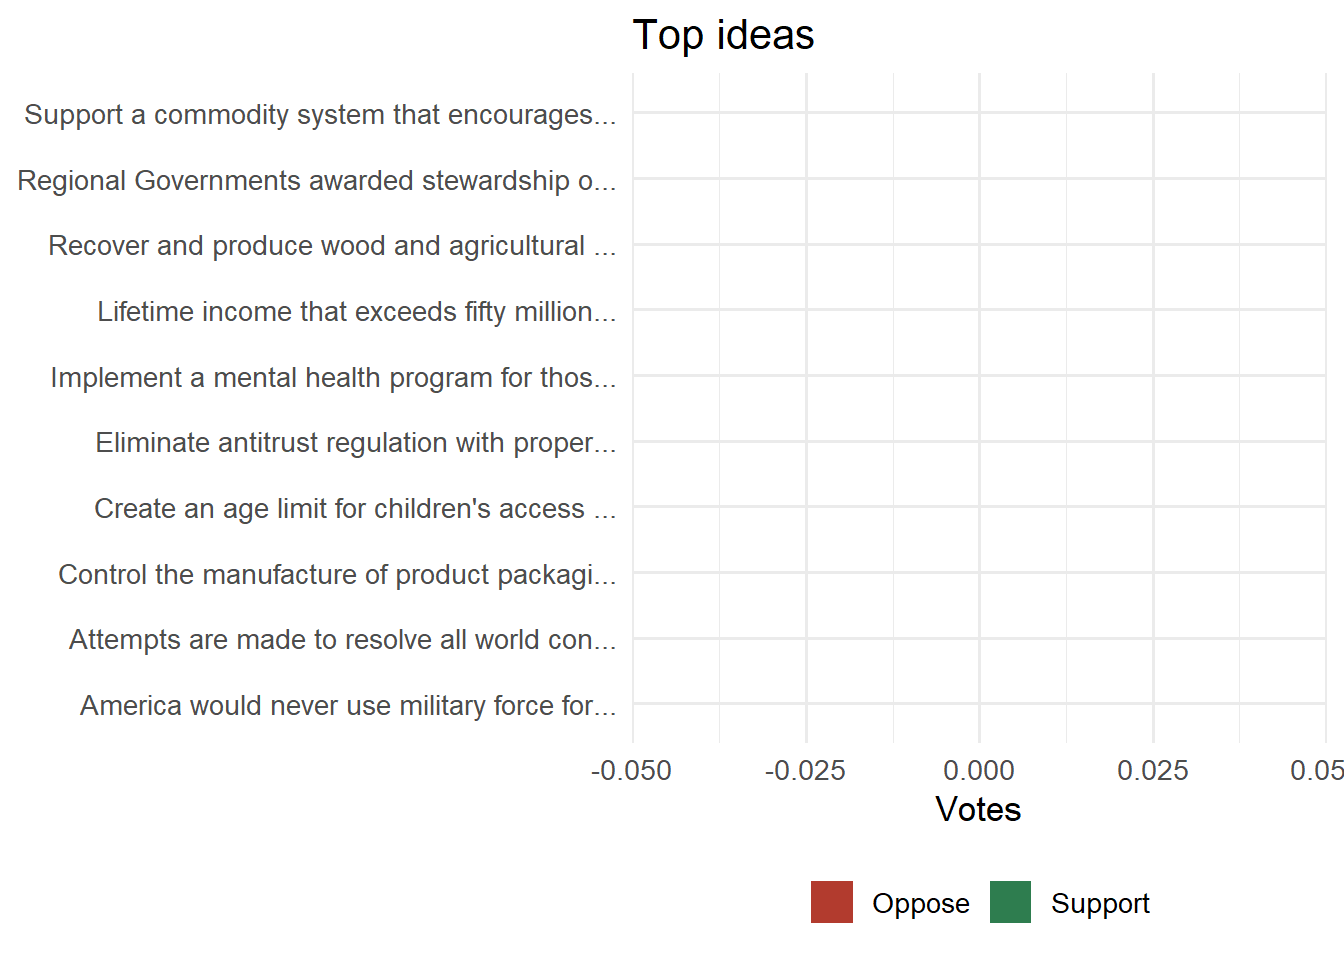 Top ideas
Support a commodity system that encourages...
Regional Governments awarded stewardship o...
Recover and produce wood and agricultural ...
Lifetime income that exceeds fifty million...
Implement a mental health program for thos...
Eliminate antitrust regulation with proper...
Create an age limit for children's access ...
Control the manufacture of product packagi...
Attempts are made to resolve all world con...
America would never use military force for...
-0.050 -0.025 0.000 0.025 0.05
Votes
Oppose Support